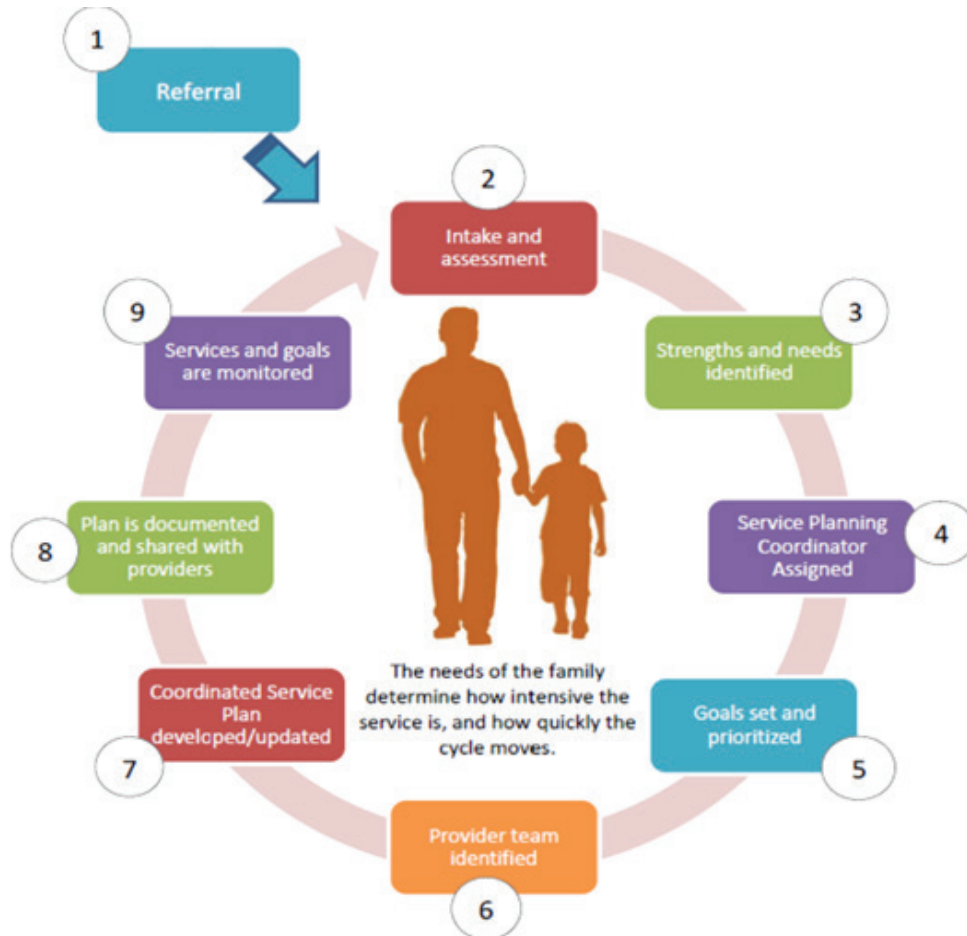 1
Referral
2
Intake and
assessment
3
Strengths and needs
identified
4
Service Planning
Coordinator
Assigned
5
Goals set and
prioritized
6
Provider team
identified
7
Coordinated Service
Plan
developed/updated
8
Plan is documented
and shared with
providers
9
Services and goals
are monitored
The needs of the family
determine how intensive the
service is, and how quickly the
cycle moves.